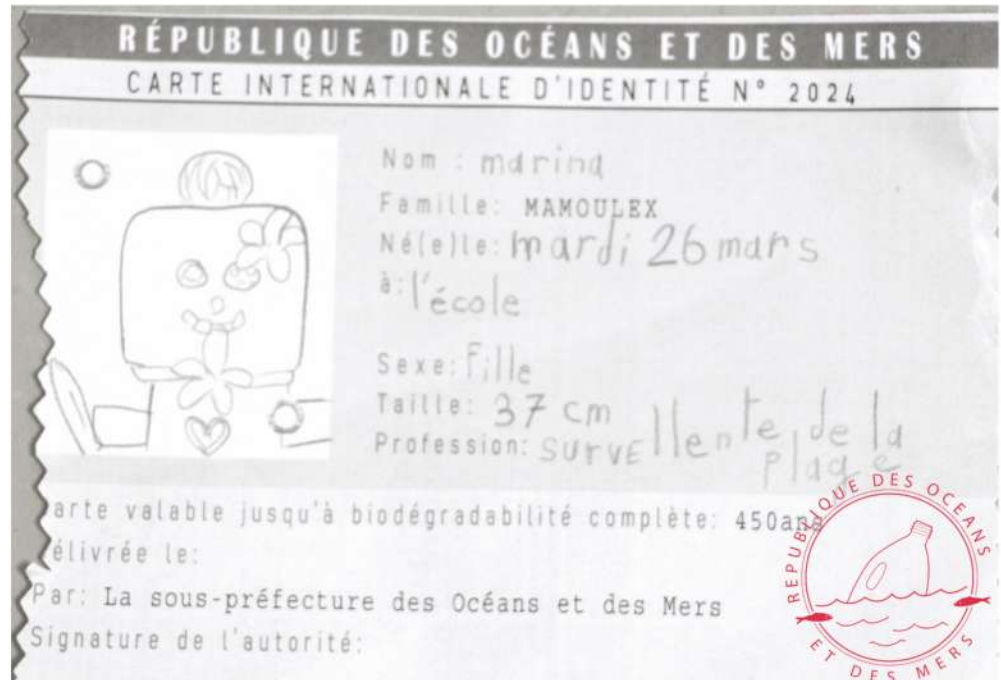 RÉPUBLIQUE DES OCÉANS ET DES MERS
CARTE INTERNATIONALE D'IDENTITÉ N° 2024
Nom : marina
Famille: MAMOULEX
Né(e)le: mardi 26 mars
à: l'école
Sexe: Fille
Taille: 37 cm
Profession: SURVEllente de la
plage
arte valable jusqu'à biodégradabilité complète: 450ans
élivrée le:
Par: La sous-préfecture des Océans et des Mers
Signature de l'autorité:
REPUBLIQUE DES OCEANS
ET DES MERS